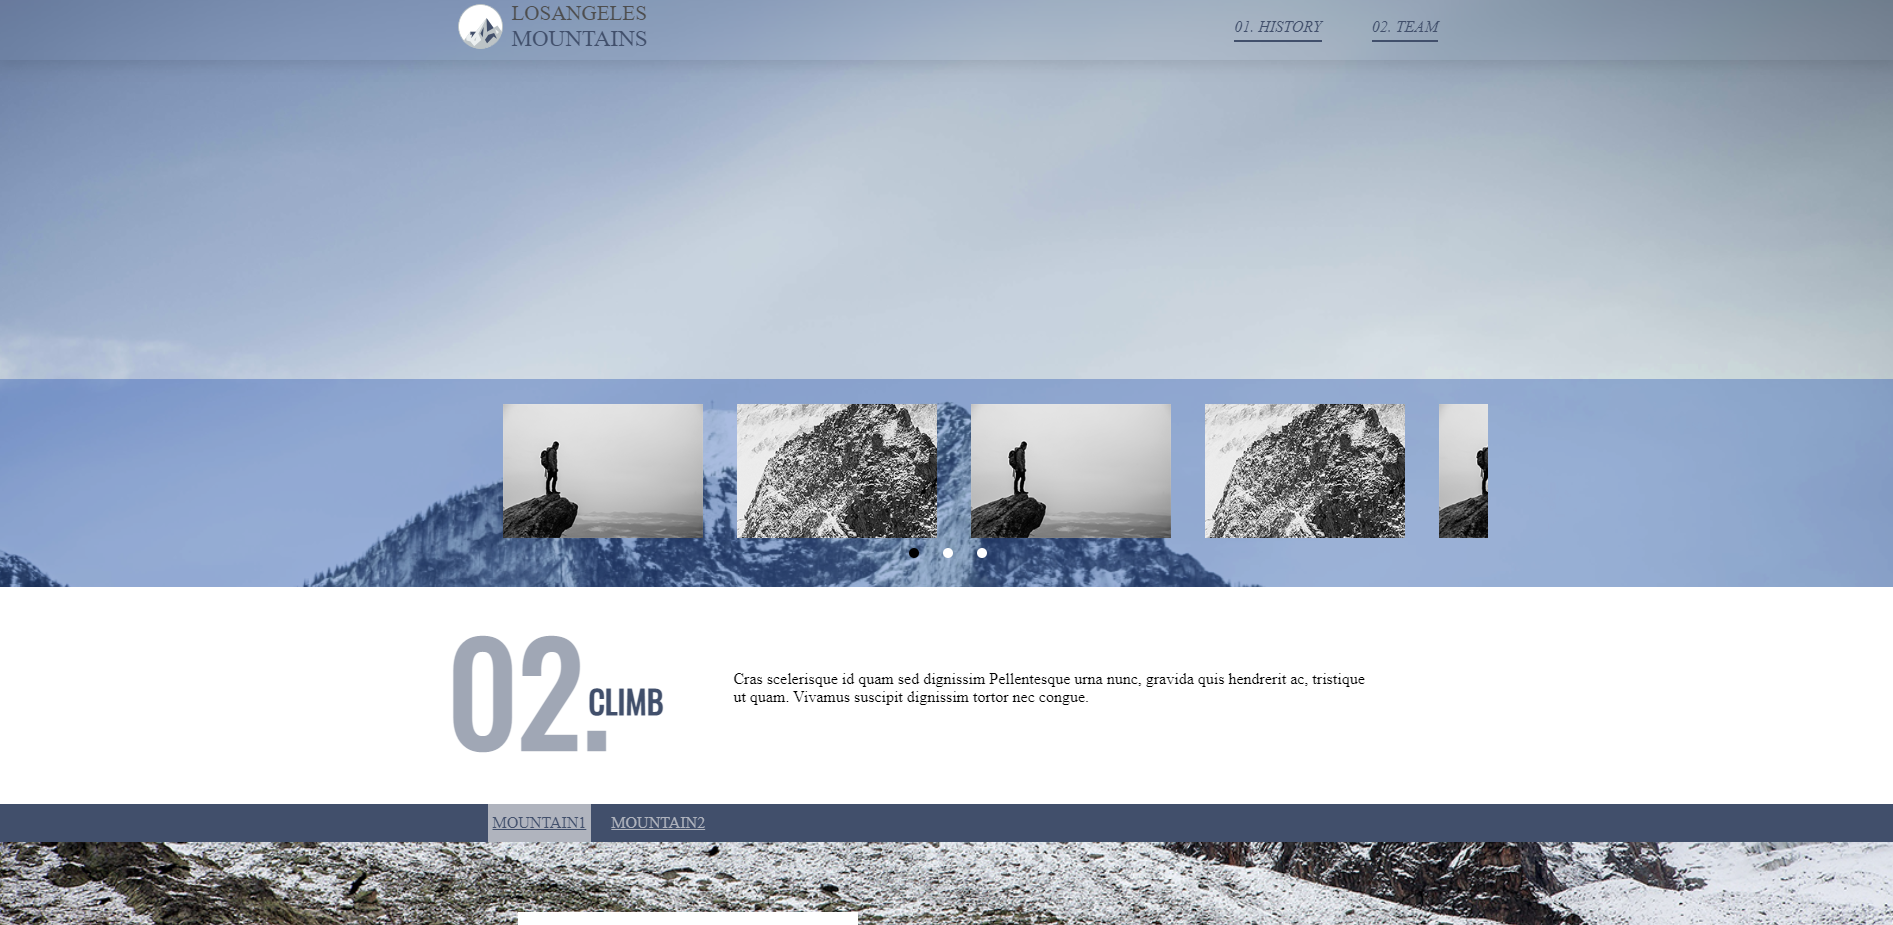 LOSANGELES
MOUNTAINS
01. HISTORY
02. TEAM
02.
CLIMB
Cras scelerisque id quam sed dignissim Pellentesque urna nunc, gravida quis hendrerit ac, tristique
ut quam. Vivamus suscipit dignissim tortor nec congue.
MOUNTAIN1
MOUNTAIN2